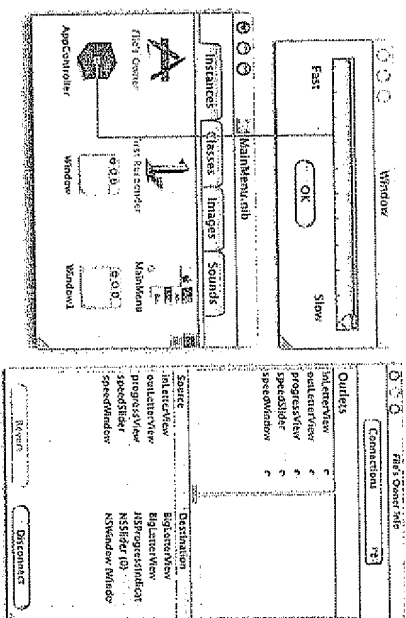 Window
Fast
Slow
OK
MainMenu.nib
Instances
Classes
Images
Sounds
File's Owner
First Responder
MainMenu
AppController
Window
Window1
File's Owner Info
Connections
Outlets
inLetterView
outLetterView
progressView
speedSlider
speedWindow
Source Destination
inLetterView BigLetterView
outLetterView BigLetterView
progressView NSProgressIndicat
speedSlider NSSlider (0)
speedWindow NSWindow (Windo
Revert
Disconnect